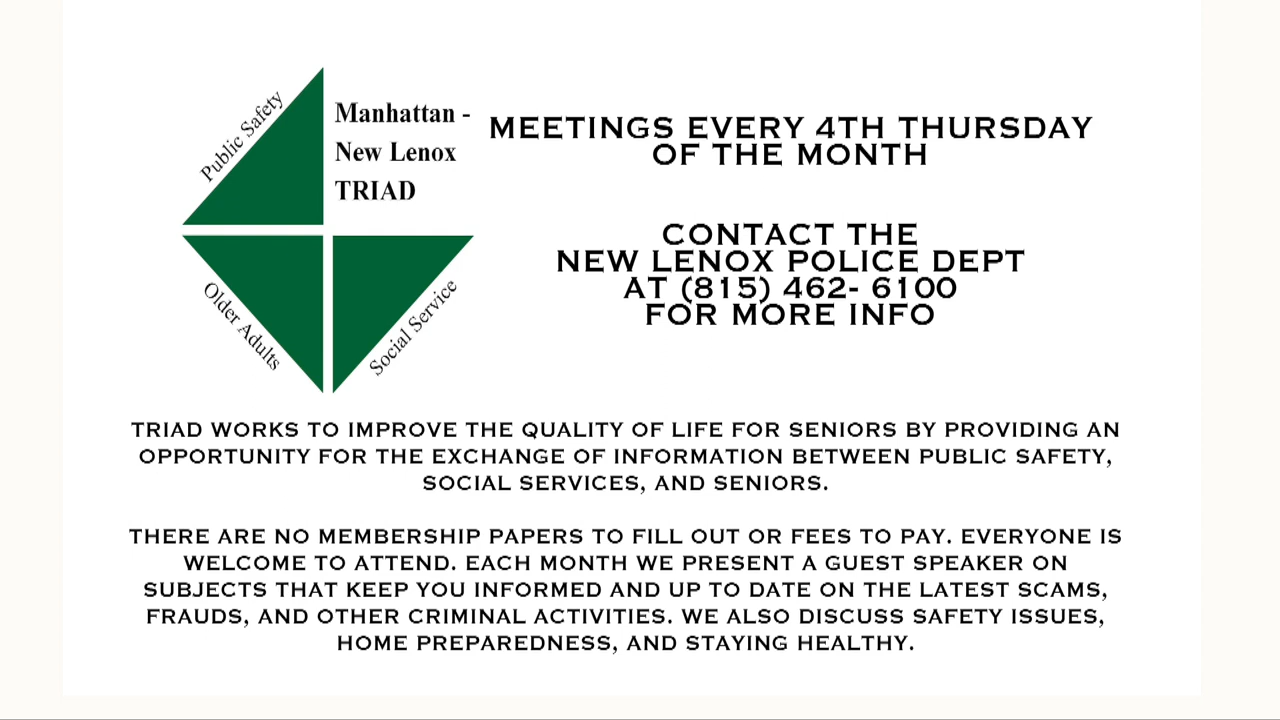 Public Safety
Manhattan -
New Lenox
TRIAD
Older Adults
Social Service
MEETINGS EVERY 4TH THURSDAY
OF THE MONTH
CONTACT THE
NEW LENOX POLICE DEPT
AT (815) 462- 6100
FOR MORE INFO
TRIAD WORKS TO IMPROVE THE QUALITY OF LIFE FOR SENIORS BY PROVIDING AN
OPPORTUNITY FOR THE EXCHANGE OF INFORMATION BETWEEN PUBLIC SAFETY,
SOCIAL SERVICES, AND SENIORS.
THERE ARE NO MEMBERSHIP PAPERS TO FILL OUT OR FEES TO PAY. EVERYONE IS
WELCOME TO ATTEND. EACH MONTH WE PRESENT A GUEST SPEAKER ON
SUBJECTS THAT KEEP YOU INFORMED AND UP TO DATE ON THE LATEST SCAMS,
FRAUDS, AND OTHER CRIMINAL ACTIVITIES. WE ALSO DISCUSS SAFETY ISSUES,
HOME PREPAREDNESS, AND STAYING HEALTHY.